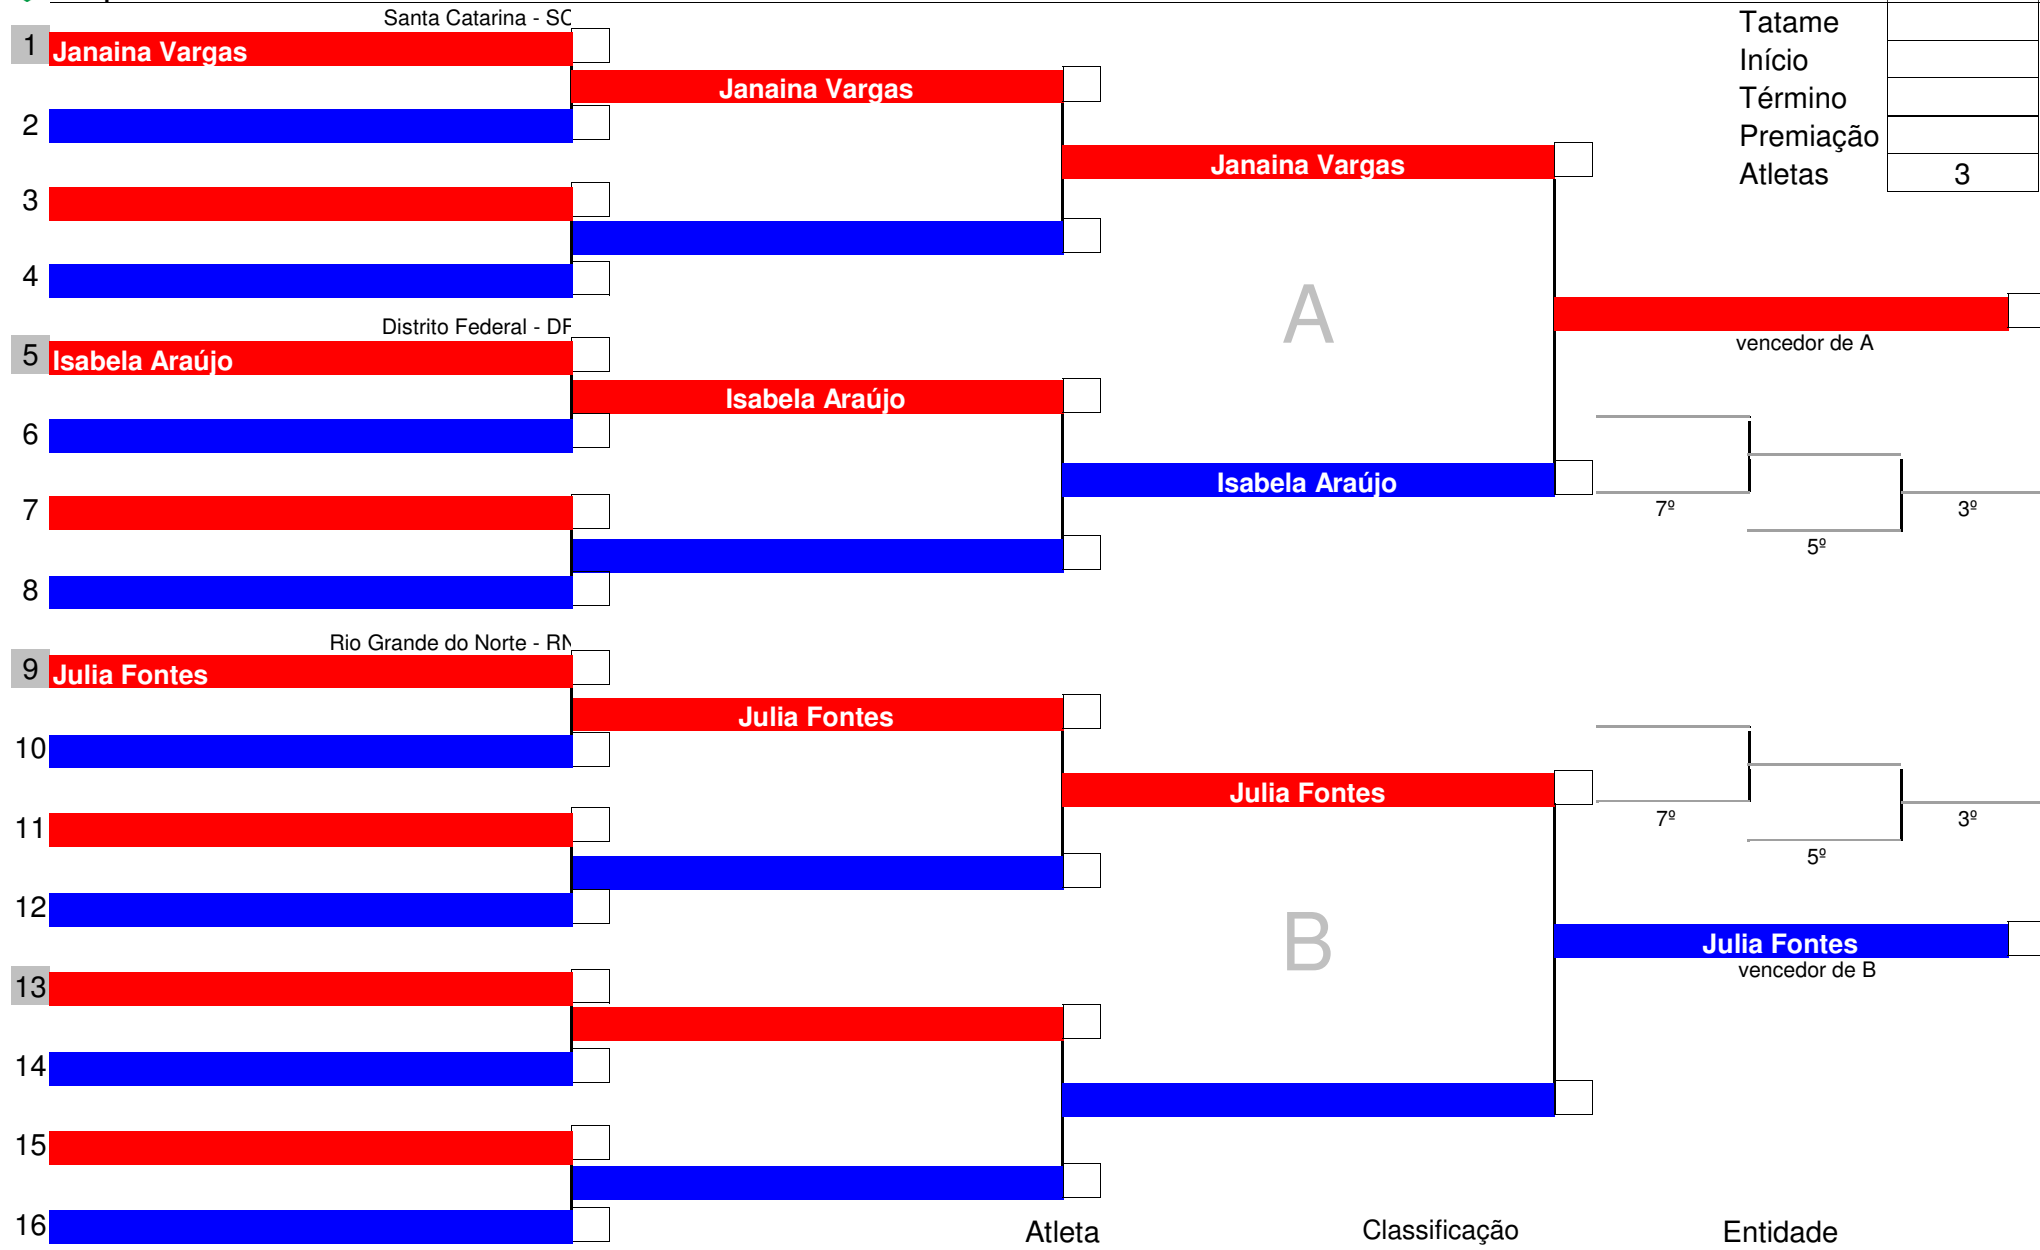 Santa Catarina - SC
Tatame
1 Janaina Vargas
Início
Janaina Vargas
Término
2
Premiação
Janaina Vargas
Atletas 3
3
4
A
Distrito Federal - DF
vencedor de A
5 Isabela Araújo
Isabela Araújo
6
Isabela Araújo
7
7º
3º
5º
8
Rio Grande do Norte - RN
9 Julia Fontes
Julia Fontes
10
Julia Fontes
7º
3º
11
5º
12
B
Julia Fontes
vencedor de B
13
14
15
16
Atleta Classificação Entidade